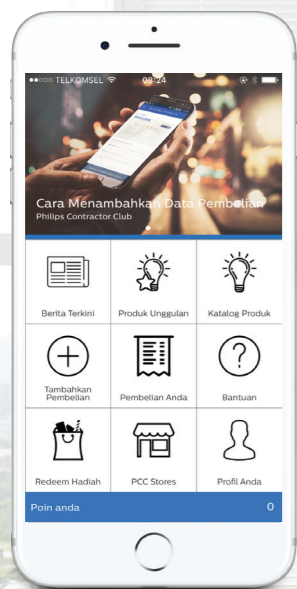 TELKOMSEL
08:24
Cara Menambahkan Data Pembelian
Philips Contractor Club
Berita Terkini
Produk Unggulan
Katalog Produk
Tambahkan
Pembelian
Pembelian Anda
?
Bantuan
Redeem Hadiah
PCC Stores
Profil Anda
Poin anda
0